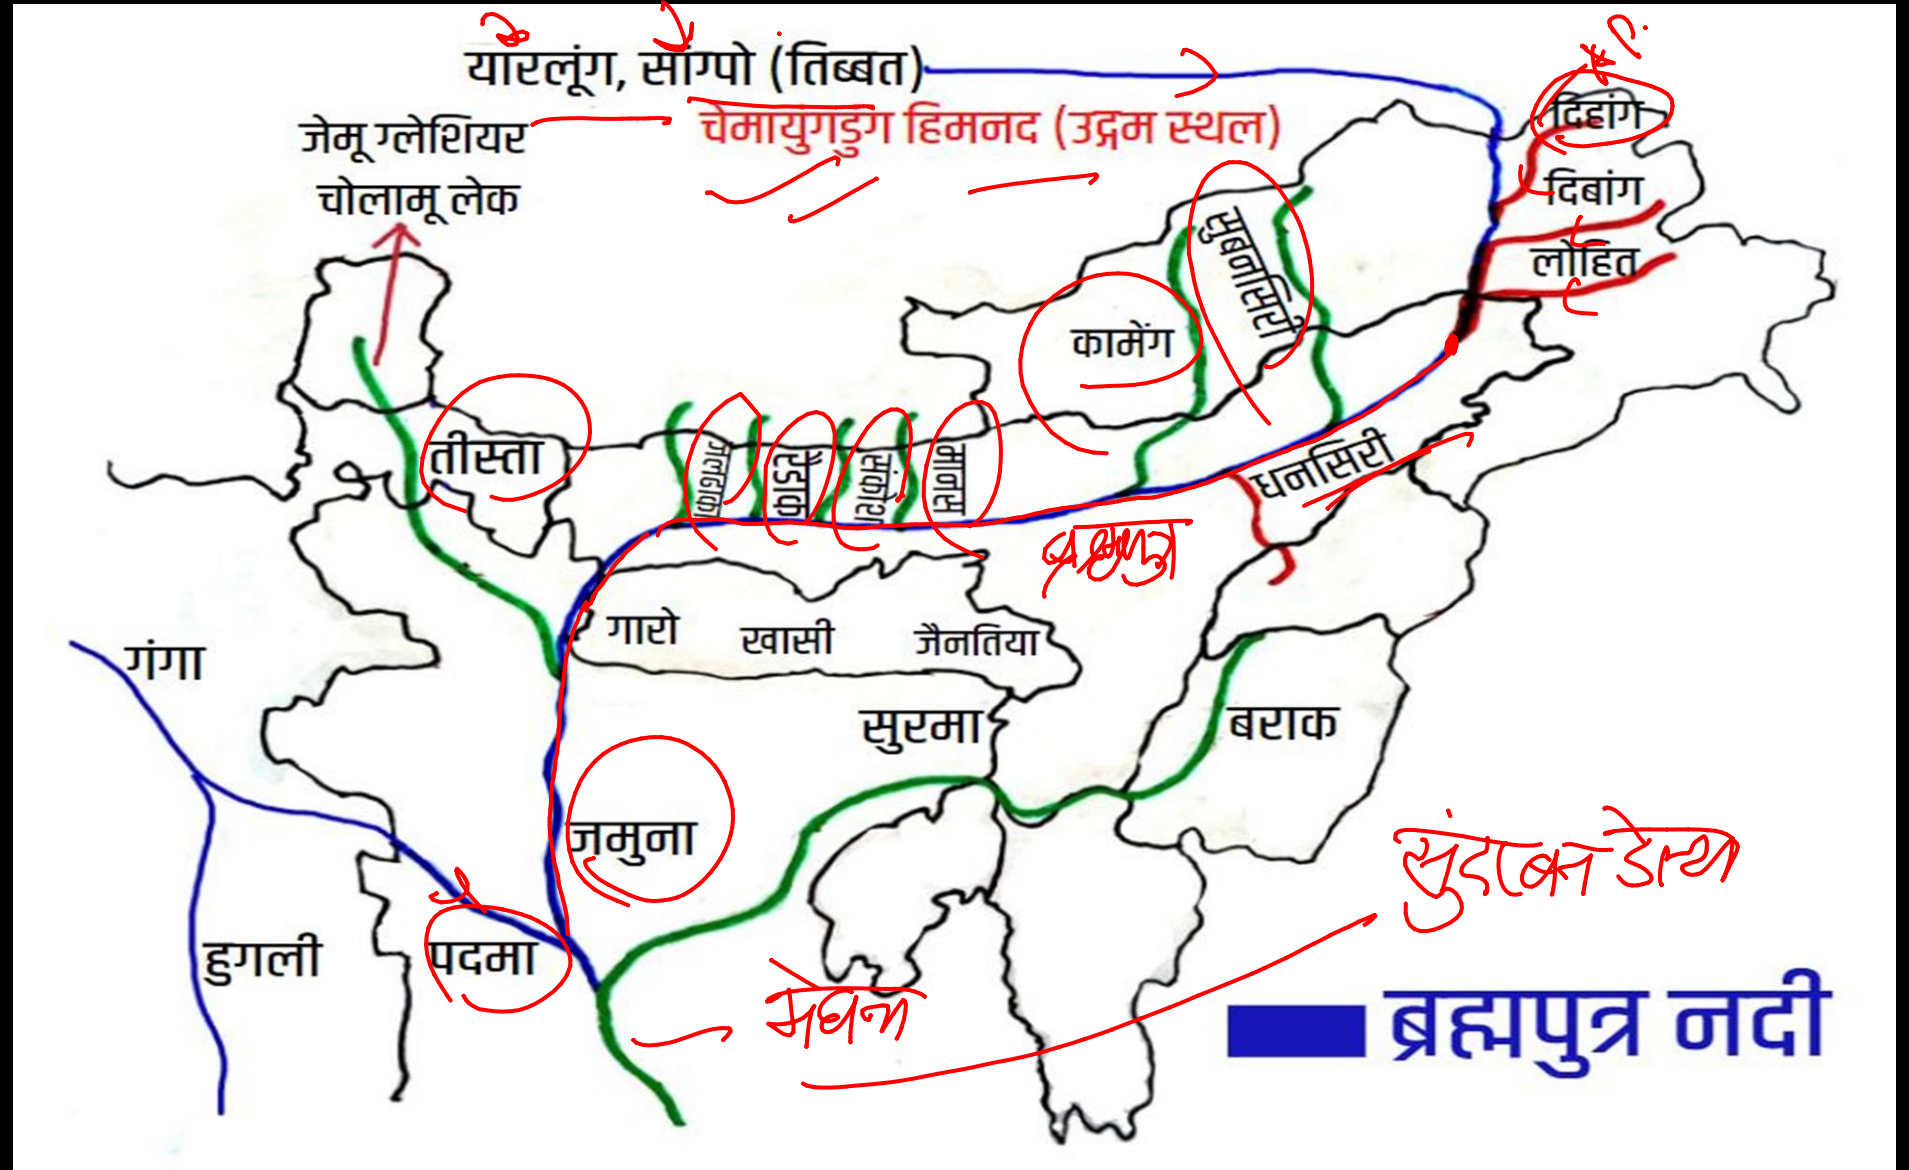 यारलूंग, सांग्पो (तिब्बत)
चेमायुंगडुंग हिमनद (उद्गम स्थल)
जेमू ग्लेशियर
चोलामू लेक
दिहांग
दिबांग
लोहित
सुबनसिरी
कामेंग
तीस्ता
जलढाका
रैडाक
संकोश
मानस
धनसिरी
ब्रह्मपुत्र
गारो खासी जैनतिया
गंगा
सुरमा
बराक
जमुना
सुंदरबन डेल्टा
हुगली
पदमा
मेघना
ब्रह्मपुत्र नदी